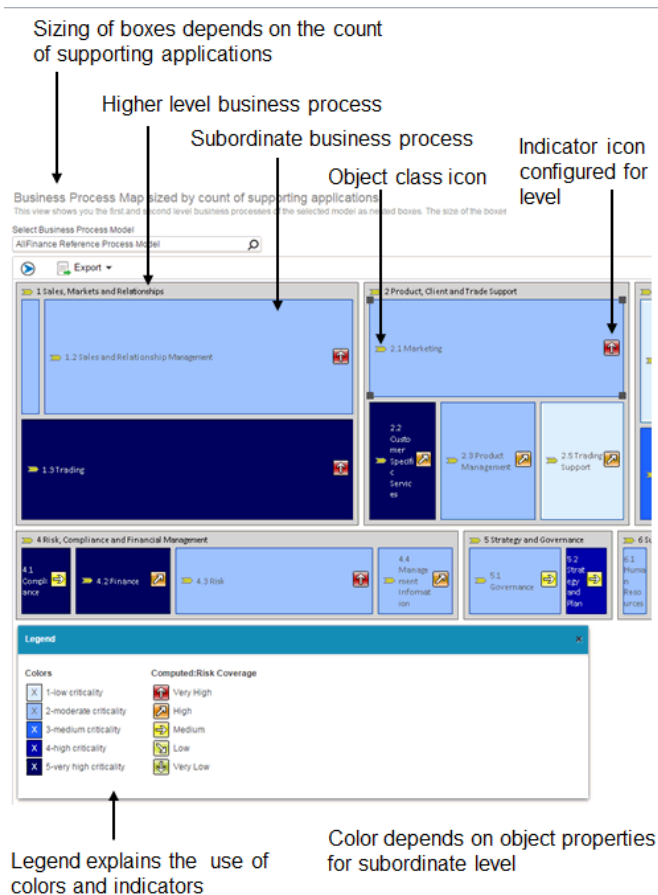 Sizing of boxes depends on the count
of supporting applications
Higher level business process
Subordinate business process
Indicator icon
configured for
level
Object class icon
Business Process Map sized by count of supporting applications
This view shows you the first and second level business processes of the selected model as nested boxes. The size of the boxes
Select Business Process Model
AllFinance Reference Process Model
Export
1 Sales, Markets and Relationships
1.2 Sales and Relationship Management
1.3 Trading
2 Product, Client and Trade Support
2.1 Marketing
2.2
Custo
mer
Specifi
c
Servic
es
2.3 Product
Management
2.5 Trading
Support
4 Risk, Compliance and Financial Management
4.1
Compli
ance
4.2 Finance
4.3 Risk
4.4
Manage
ment
Informat
ion
5 Strategy and Governance
5.1
Governance
5.2
Strat
egy
and
Plan
6 Su
6.1
Huma
n
Reso
urces
Legend
x
Colors
X 1-low criticality
X 2-moderate criticality
X 3-medium criticality
X 4-high criticality
X 5-very high criticality
Computed:Risk Coverage
Very High
High
Medium
Low
Very Low
Legend explains the use of
colors and indicators
Color depends on object properties
for subordinate level